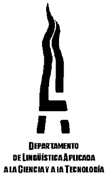 DEPARTAMENTO
DE LINGÜÍSTICA APLICADA
A LA CIENCIA Y A LA TECNOLOGÍA